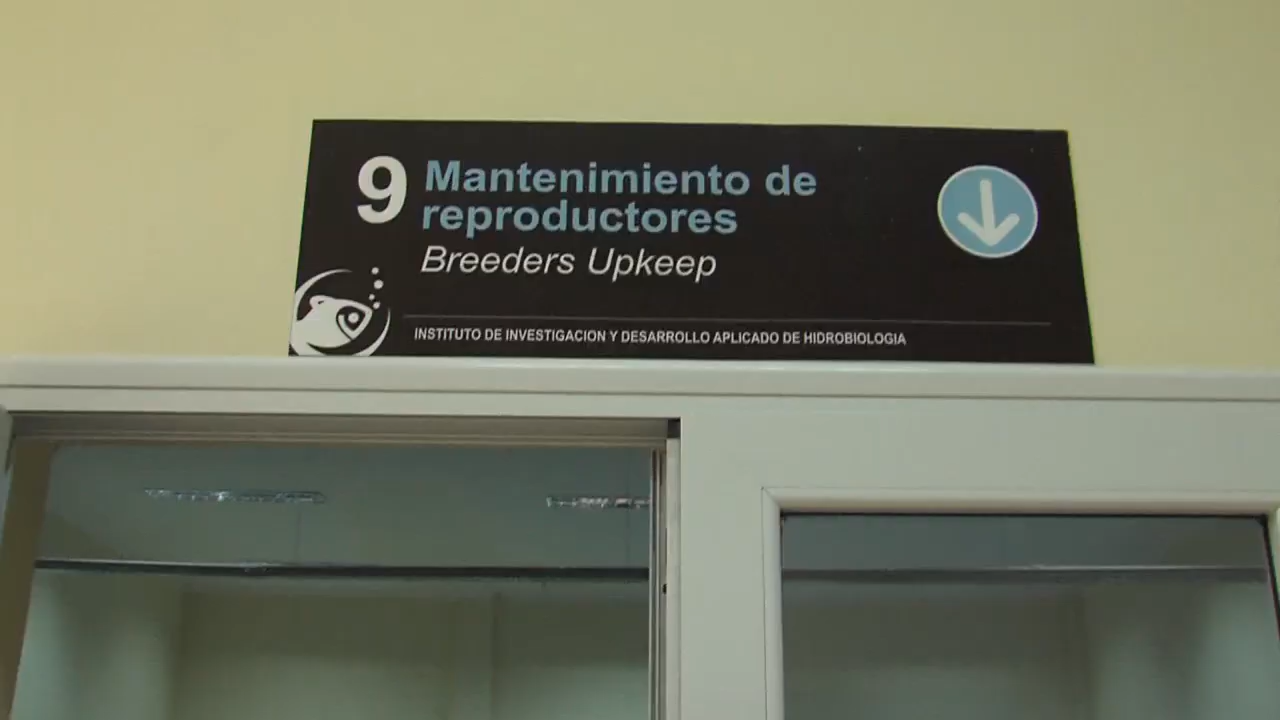 9 Mantenimiento de
reproductores
Breeders Upkeep
INSTITUTO DE INVESTIGACION Y DESARROLLO APLICADO DE HIDROBIOLOGIA